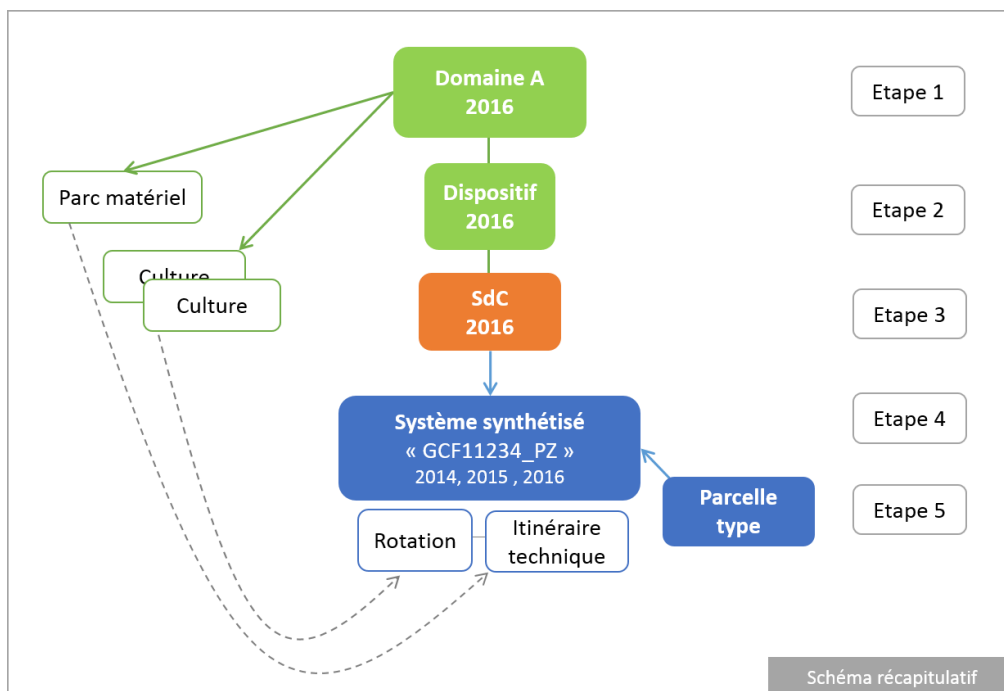 Domaine A
2016
Etape 1
Parc matériel
Dispositif
2016
Etape 2
Culture
Culture
SdC
2016
Etape 3
Système synthétisé
« GCF11234_PZ »
2014, 2015 , 2016
Etape 4
Parcelle
type
Etape 5
Rotation
Itinéraire
technique
Schéma récapitulatif